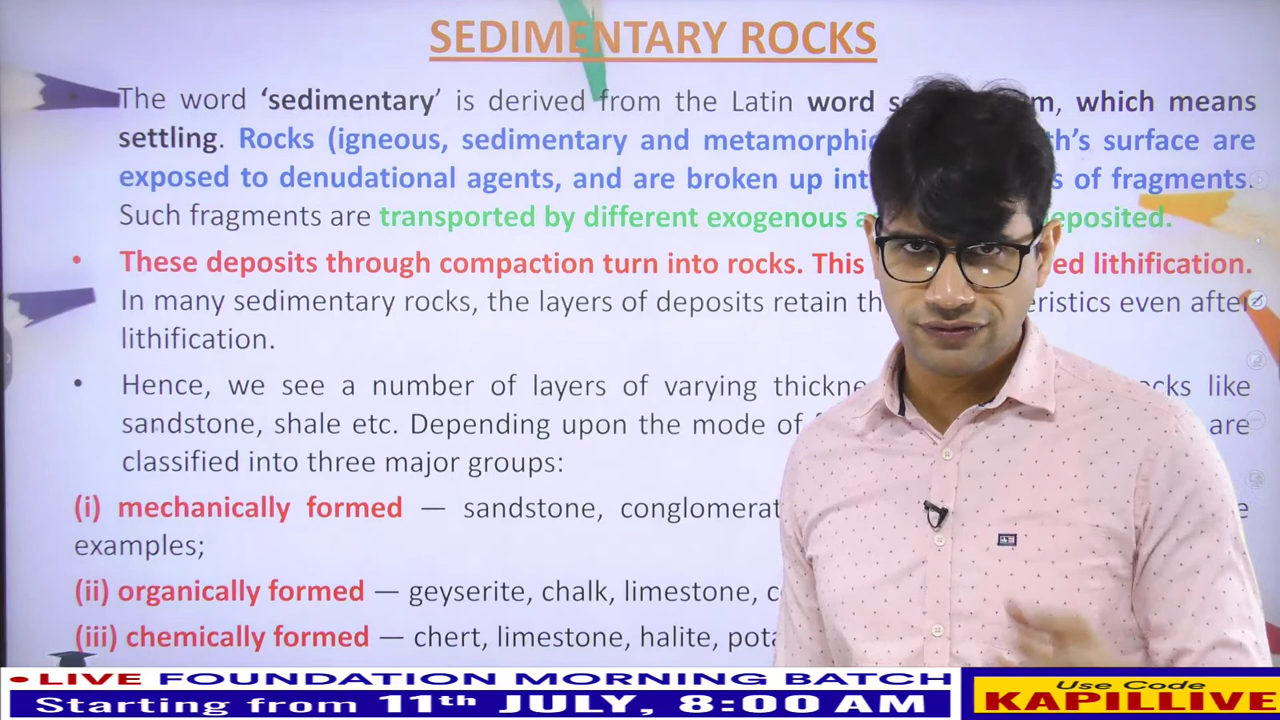 SEDIMENTARY ROCKS
The word ‘sedimentary’ is derived from the Latin word m, which means
settling. Rocks (igneous, sedimentary and metamorphic th’s surface are
exposed to denudational agents, and are broken up int s of fragments.
Such fragments are transported by different exogenous a eposited.
• These deposits through compaction turn into rocks. This ed lithification.
In many sedimentary rocks, the layers of deposits retain th eristics even after
lithification.
• Hence, we see a number of layers of varying thickne cks like
sandstone, shale etc. Depending upon the mode of are
classified into three major groups:
(i) mechanically formed — sandstone, conglomerat e
examples;
(ii) organically formed — geyserite, chalk, limestone, c
(iii) chemically formed — chert, limestone, halite, pota
• LIVE FOUNDATION MORNING BATCH
Starting from 11th JULY, 8:00 AM
Use Code
KAPILLIVE